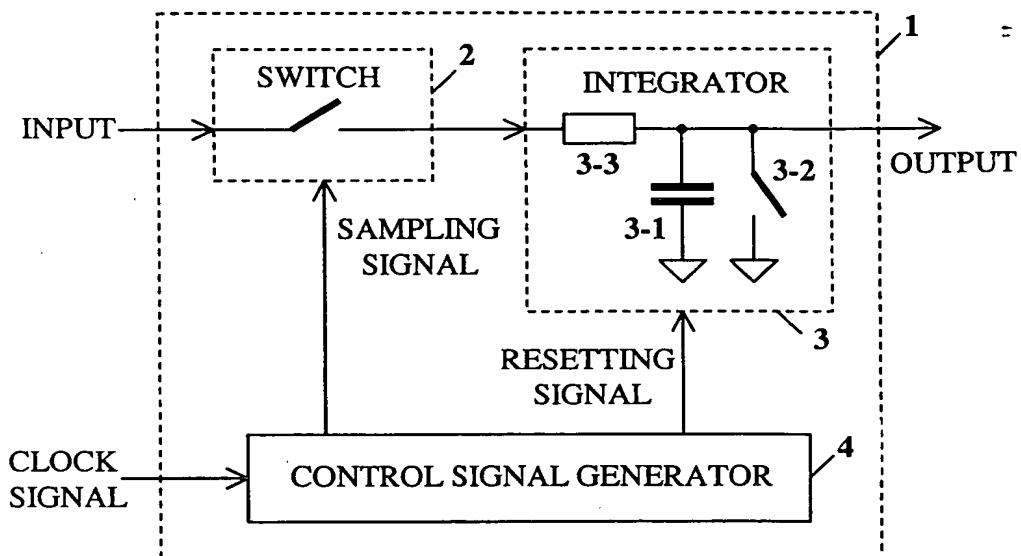 1
2
SWITCH
INTEGRATOR
INPUT
3-3
3-2
OUTPUT
3-1
SAMPLING
SIGNAL
3
RESETTING
SIGNAL
4
CLOCK
SIGNAL
CONTROL SIGNAL GENERATOR